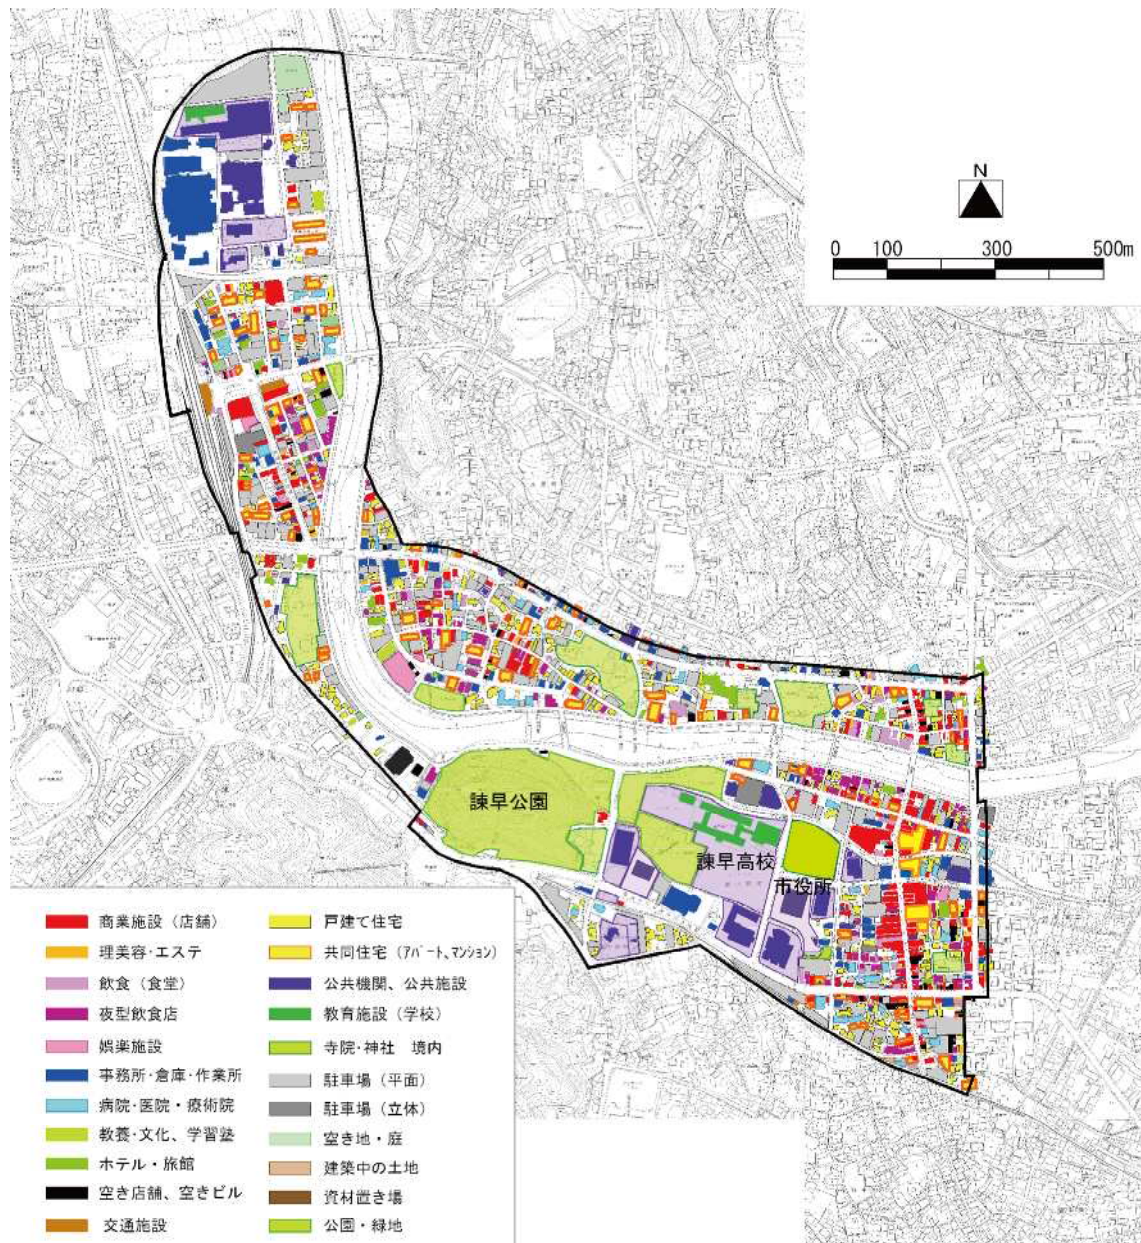 N
0 100 300 500m
諫早公園
諫早高校
市役所
商業施設（店舗）
理美容・エステ
飲食（食堂）
夜型飲食店
娯楽施設
事務所・倉庫・作業所
病院・医院・療術院
教養・文化、学習塾
ホテル・旅館
空き店舗、空きビル
交通施設
戸建て住宅
共同住宅（アパート、マンション）
公共機関、公共施設
教育施設（学校）
寺院・神社 境内
駐車場（平面）
駐車場（立体）
空き地・庭
建築中の土地
資材置き場
公園・緑地